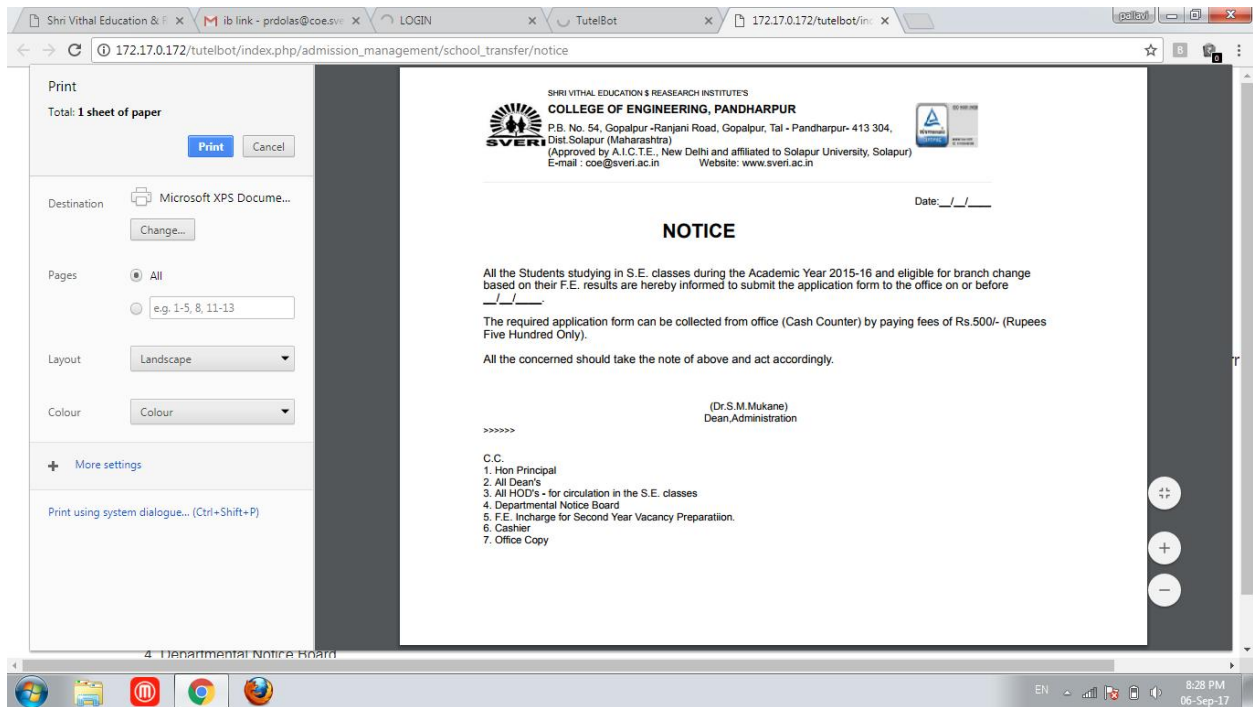 Shri Vithal Education & R
ib link - prdolas@coe.sve
LOGIN
TutelBot
172.17.0.172/tutelbot/inc
pallavi
172.17.0.172/tutelbot/index.php/admission_management/school_transfer/notice
Print
Total: 1 sheet of paper
Print Cancel
Destination Microsoft XPS Docume...
Change...
Pages All
e.g. 1-5, 8, 11-13
Layout Landscape
Colour Colour
More settings
Print using system dialogue... (Ctrl+Shift+P)
SHRI VITHAL EDUCATION $ REASEARCH INSTITUTE'S
COLLEGE OF ENGINEERING, PANDHARPUR
P.B. No. 54, Gopalpur -Ranjani Road, Gopalpur, Tal - Pandharpur- 413 304,
SVERI
Dist.Solapur (Maharashtra)
(Approved by A.I.C.T.E., New Delhi and affiliated to Solapur University, Solapur)
E-mail : coe@sveri.ac.in Website: www.sveri.ac.in
Date:__/__/____
NOTICE
All the Students studying in S.E. classes during the Academic Year 2015-16 and eligible for branch change
based on their F.E. results are hereby informed to submit the application form to the office on or before
__/__/____.
The required application form can be collected from office (Cash Counter) by paying fees of Rs.500/- (Rupees
Five Hundred Only).
All the concerned should take the note of above and act accordingly.
(Dr.S.M.Mukane)
Dean,Administration
>>>>>>
C.C.
1. Hon Principal
2. All Dean's
3. All HOD's - for circulation in the S.E. classes
4. Departmental Notice Board
5. F.E. Incharge for Second Year Vacancy Preparatiion.
6. Cashier
7. Office Copy
4. Departmental Notice Board
EN
8:28 PM
06-Sep-17